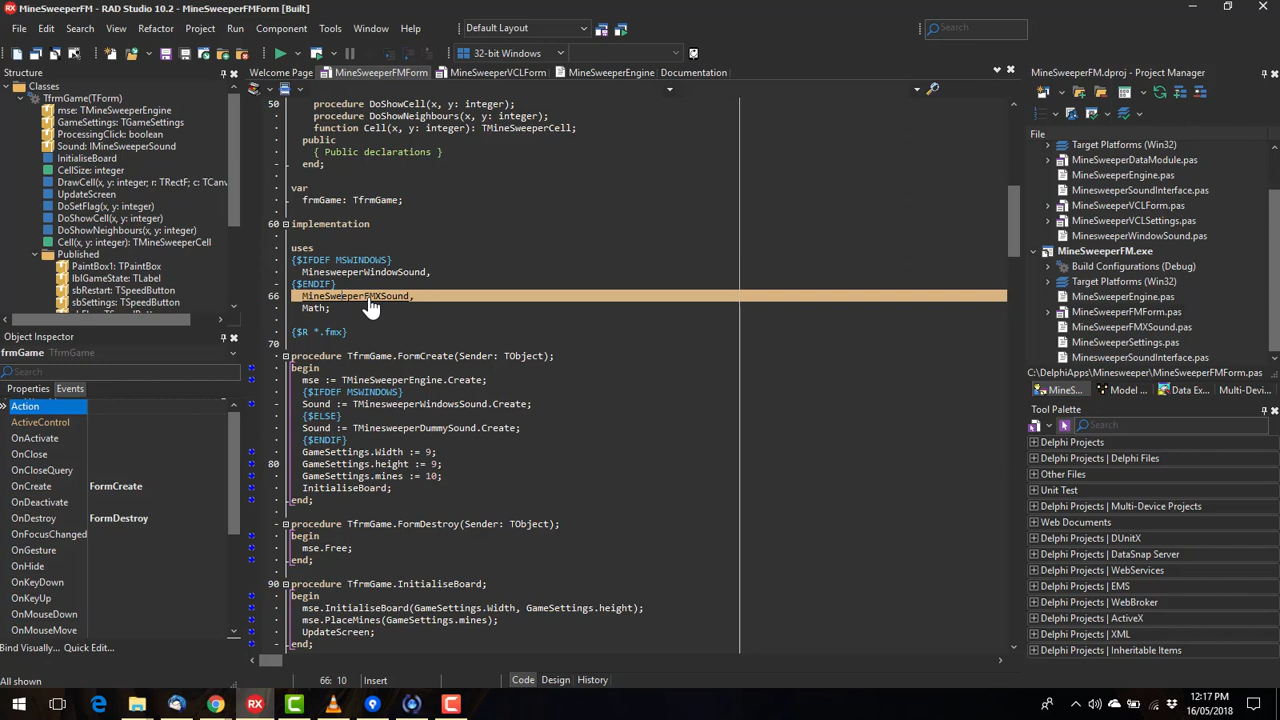 MineSweeperFM - RAD Studio 10.2 - MineSweeperFMForm [Built]
File Edit Search View Refactor Project Run Component Tools Window Help
Default Layout
Search
32-bit Windows
Structure
Welcome Page MineSweeperFMForm MineSweeperVCLForm MineSweeperEngine Documentation
MineSweeperFM.dproj - Project Manager
Classes
TfrmGame(TForm)
mse: TMineSweeperEngine
GameSettings: TGameSettings
ProcessingClick: boolean
Sound: IMineSweeperSound
InitialiseBoard
CellSize: integer
DrawCell(x, y: integer; r: TRectF; c: TCanv
UpdateScreen
DoSetFlag(x, y: integer)
DoShowCell(x, y: integer)
DoShowNeighbours(x, y: integer)
Cell(x, y: integer): TMineSweeperCell
Published
PaintBox1: TPaintBox
lblGameState: TLabel
sbRestart: TSpeedButton
sbSettings: TSpeedButton
Object Inspector
frmGame TfrmGame
Search
Properties Events
Action
ActiveControl
OnActivate
OnClose
OnCloseQuery
OnCreate FormCreate
OnDeactivate
OnDestroy FormDestroy
OnFocusChanged
OnGesture
OnHide
OnKeyDown
OnKeyUp
OnMouseDown
OnMouseMove
Bind Visually... Quick Edit...
All shown
50 procedure DoShowCell(x, y: integer);
procedure DoShowNeighbours(x, y: integer);
function Cell(x, y: integer): TMineSweeperCell;
public
{ Public declarations }
end;
var
frmGame: TfrmGame;
60 implementation
uses
{$IFDEF MSWINDOWS}
MinesweeperWindowSound,
{$ENDIF}
66 MineSweeperFMXSound,
Math;
{$R *.fmx}
70
procedure TfrmGame.FormCreate(Sender: TObject);
begin
mse := TMineSweeperEngine.Create;
{$IFDEF MSWINDOWS}
Sound := TMinesweeperWindowsSound.Create;
{$ELSE}
Sound := TMinesweeperDummySound.Create;
{$ENDIF}
GameSettings.Width := 9;
80 GameSettings.height := 9;
GameSettings.mines := 10;
InitialiseBoard;
end;
procedure TfrmGame.FormDestroy(Sender: TObject);
begin
mse.Free;
end;
90 procedure TfrmGame.InitialiseBoard;
begin
mse.InitialiseBoard(GameSettings.Width, GameSettings.height);
mse.PlaceMines(GameSettings.mines);
UpdateScreen;
end;
66: 10 Insert Code Design History
File
Target Platforms (Win32)
MineSweeperDataModule.pas
MineSweeperEngine.pas
MinesweeperSoundInterface.pas
MineSweeperVCLForm.pas
MineSweeperVCLSettings.pas
MinesweeperWindowSound.pas
MineSweeperFM.exe
Build Configurations (Debug)
Target Platforms (Win32)
MineSweeperEngine.pas
MineSweeperFMForm.pas
MineSweeperFMXSound.pas
MineSweeperSettings.pas
MinesweeperSoundInterface.pas
C:\DelphiApps\Minesweeper\MineSweeperFMForm.pas
MineS... Model ... Data Ex... Multi-Devi...
Tool Palette
Search
Delphi Projects
Delphi Projects | Delphi Files
Other Files
Unit Test
Delphi Projects | Multi-Device Projects
Web Documents
Delphi Projects | DUnitX
Delphi Projects | DataSnap Server
Delphi Projects | WebServices
Delphi Projects | EMS
Delphi Projects | WebBroker
Delphi Projects | ActiveX
Delphi Projects | XML
Delphi Projects | Inheritable Items
12:17 PM
16/05/2018